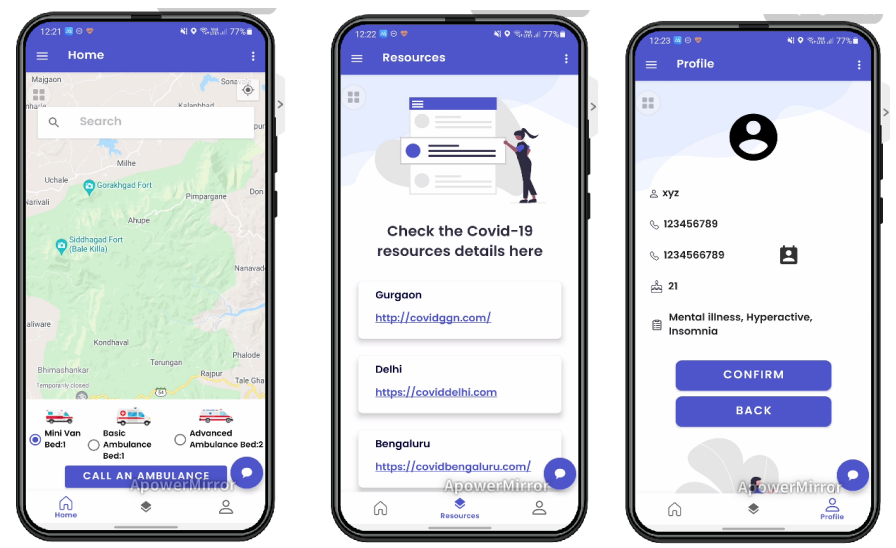 12:21
77%
Home
Majgaon
Sona
Kalambhad
Search
pur
Milhe
Uchale
Gorakhgad Fort
Pimpargane
Don
Narivali
Ahupe
Siddhagad Fort
(Bale Killa)
Nanavad
aliware
Kondhaval
Phalode
Bhimashankar
Terungan
Temporarily closed
Rajpur
Tale Gha
54
Mini Van
Bed:1
Basic
Ambulance
Bed:1
Advanced
Ambulance Bed:2
CALL AN AMBULANCE
ApowerMirror
Home
12:22
77%
Resources
Check the Covid-19
resources details here
Gurgaon
http://covidggn.com/
Delhi
https://coviddelhi.com
Bengaluru
https://covidbengaluru.com/
ApowerMirror
Resources
12:23
77%
Profile
xyz
123456789
1234566789
21
Mental illness, Hyperactive,
Insomnia
CONFIRM
BACK
ApowerMirror
Profile